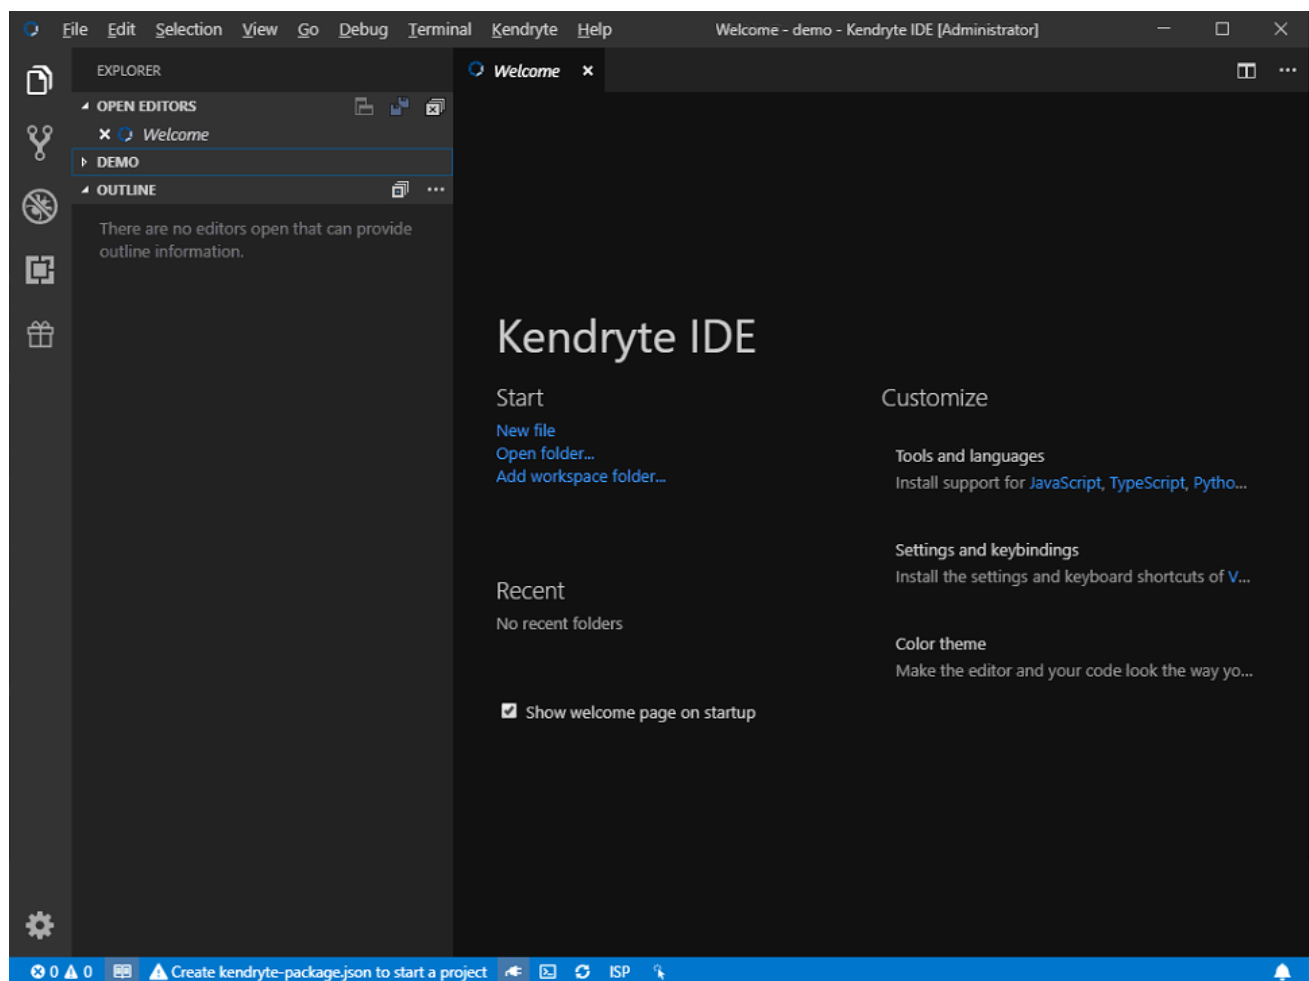 File Edit Selection View Go Debug Terminal Kendryte Help Welcome - demo - Kendryte IDE [Administrator]
EXPLORER
Welcome
OPEN EDITORS
Welcome
DEMO
OUTLINE
There are no editors open that can provide
outline information.
Kendryte IDE
Start
New file
Open folder...
Add workspace folder...
Recent
No recent folders
Show welcome page on startup
Customize
Tools and languages
Install support for JavaScript, TypeScript, Pytho...
Settings and keybindings
Install the settings and keyboard shortcuts of V...
Color theme
Make the editor and your code look the way yo...
0 0 Create kendryte-package.json to start a project ISP